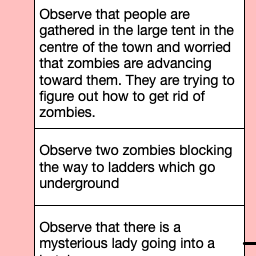 Observe that people are
gathered in the large tent in the
centre of the town and worried
that zombies are advancing
toward them. They are trying to
figure out how to get rid of
zombies.
Observe two zombies blocking
the way to ladders which go
underground
Observe that there is a
mysterious lady going into a